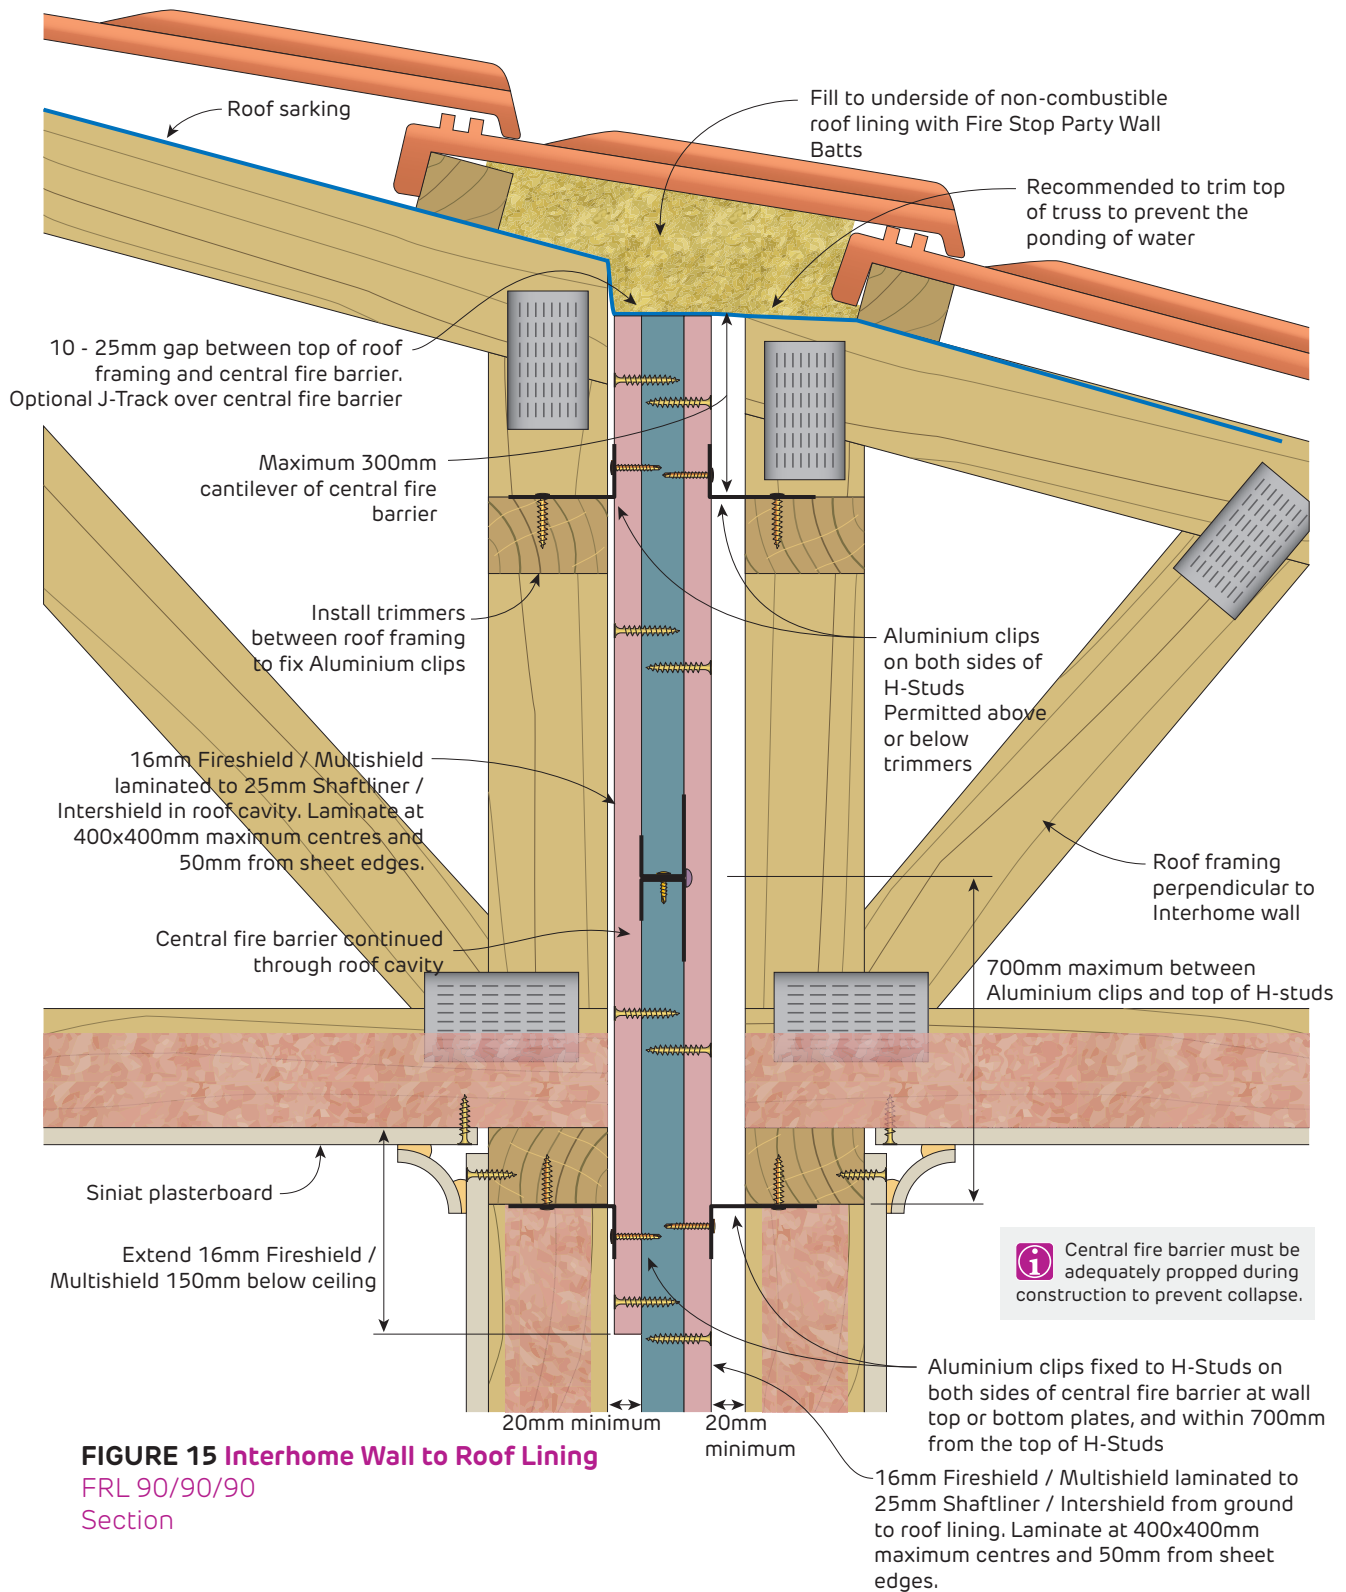 Roof sarking
Fill to underside of non-combustible
roof lining with Fire Stop Party Wall
Batts
Recommended to trim top
of truss to prevent the
ponding of water
10 - 25mm gap between top of roof
framing and central fire barrier.
Optional J-Track over central fire barrier
Maximum 300mm
cantilever of central fire
barrier
Install trimmers
between roof framing
to fix Aluminium clips
Aluminium clips
on both sides of
H-Studs
Permitted above
or below
trimmers
16mm Fireshield / Multishield
laminated to 25mm Shaftliner /
Intershield in roof cavity. Laminate at
400x400mm maximum centres and
50mm from sheet edges.
Roof framing
perpendicular to
Interhome wall
Central fire barrier continued
through roof cavity
700mm maximum between
Aluminium clips and top of H-studs
Siniat plasterboard
Extend 16mm Fireshield /
Multishield 150mm below ceiling
Central fire barrier must be
adequately propped during
construction to prevent collapse.
Aluminium clips fixed to H-Studs on
both sides of central fire barrier at wall
top or bottom plates, and within 700mm
from the top of H-Studs
20mm minimum
20mm
minimum
16mm Fireshield / Multishield laminated to
25mm Shaftliner / Intershield from ground
to roof lining. Laminate at 400x400mm
maximum centres and 50mm from sheet
edges.
FIGURE 15 Interhome Wall to Roof Lining
FRL 90/90/90
Section